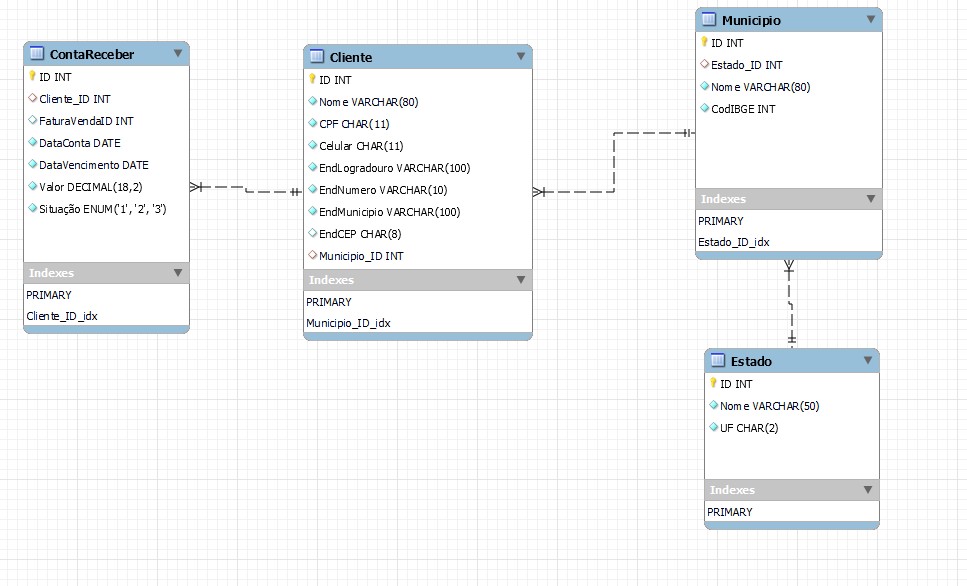 ContaReceber
ID INT
Cliente_ID INT
FaturaVendaID INT
DataConta DATE
DataVencimento DATE
Valor DECIMAL(18,2)
Situação ENUM('1', '2', '3')
Indexes
PRIMARY
Cliente_ID_idx
Cliente
ID INT
Nome VARCHAR(80)
CPF CHAR(11)
Celular CHAR(11)
EndLogradouro VARCHAR(100)
EndNumero VARCHAR(10)
EndMunicipio VARCHAR(100)
EndCEP CHAR(8)
Municipio_ID INT
Indexes
PRIMARY
Municipio_ID_idx
Municipio
ID INT
Estado_ID INT
Nome VARCHAR(80)
CodIBGE INT
Indexes
PRIMARY
Estado_ID_idx
Estado
ID INT
Nome VARCHAR(50)
UF CHAR(2)
Indexes
PRIMARY